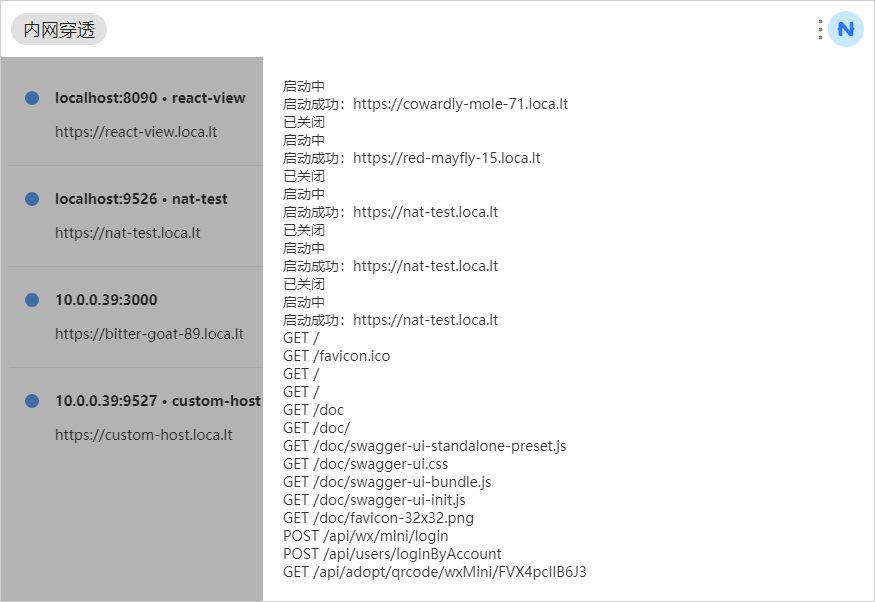 内网穿透
N
localhost:8090 • react-view
https://react-view.loca.lt
localhost:9526 • nat-test
https://nat-test.loca.lt
10.0.0.39:3000
https://bitter-goat-89.loca.lt
10.0.0.39:9527 • custom-host
https://custom-host.loca.lt
启动中
启动成功：https://cowardly-mole-71.loca.lt
已关闭
启动中
启动成功：https://red-mayfly-15.loca.lt
已关闭
启动中
启动成功：https://nat-test.loca.lt
已关闭
启动中
启动成功：https://nat-test.loca.lt
已关闭
启动中
启动成功：https://nat-test.loca.lt
GET /
GET /favicon.ico
GET /
GET /
GET /doc
GET /doc/
GET /doc/swagger-ui-standalone-preset.js
GET /doc/swagger-ui.css
GET /doc/swagger-ui-bundle.js
GET /doc/swagger-ui-init.js
GET /doc/favicon-32x32.png
POST /api/wx/mini/login
POST /api/users/loginByAccount
GET /api/adopt/qrcode/wxMini/FVX4pcIlB6J3